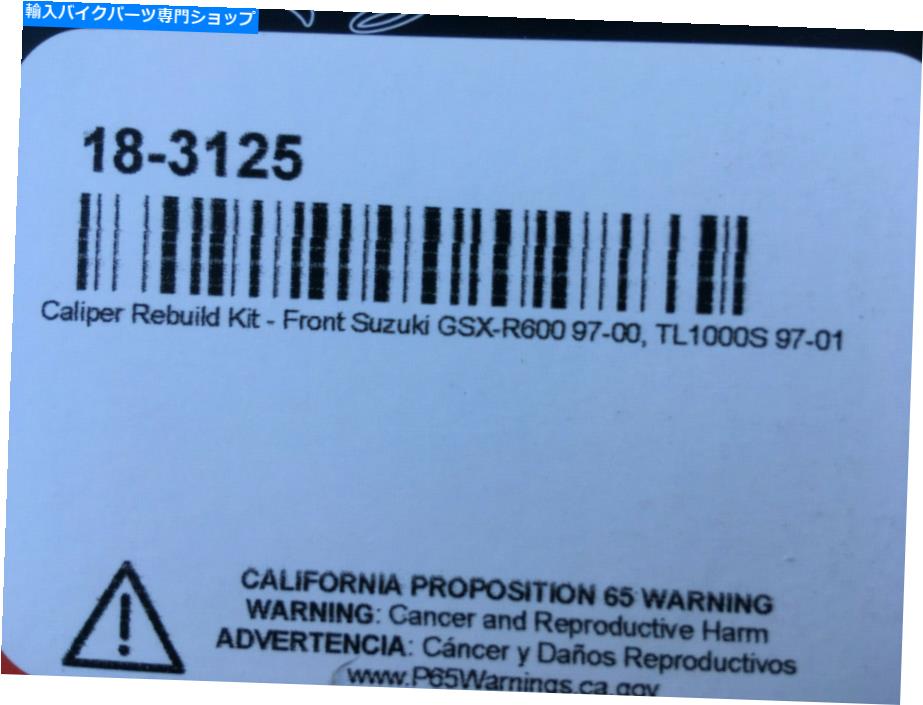 輸入バイクパーツ専門ショップ
18-3125
Caliper Rebuild Kit - Front Suzuki GSX-R600 97-00, TL1000S 97-01
CALIFORNIA PROPOSITION 65 WARNING
WARNING: Cancer and Reproductive Harm
ADVERTENCIA: Cáncer y Daños Reproductivos
www.P65Warnings.ca.gov